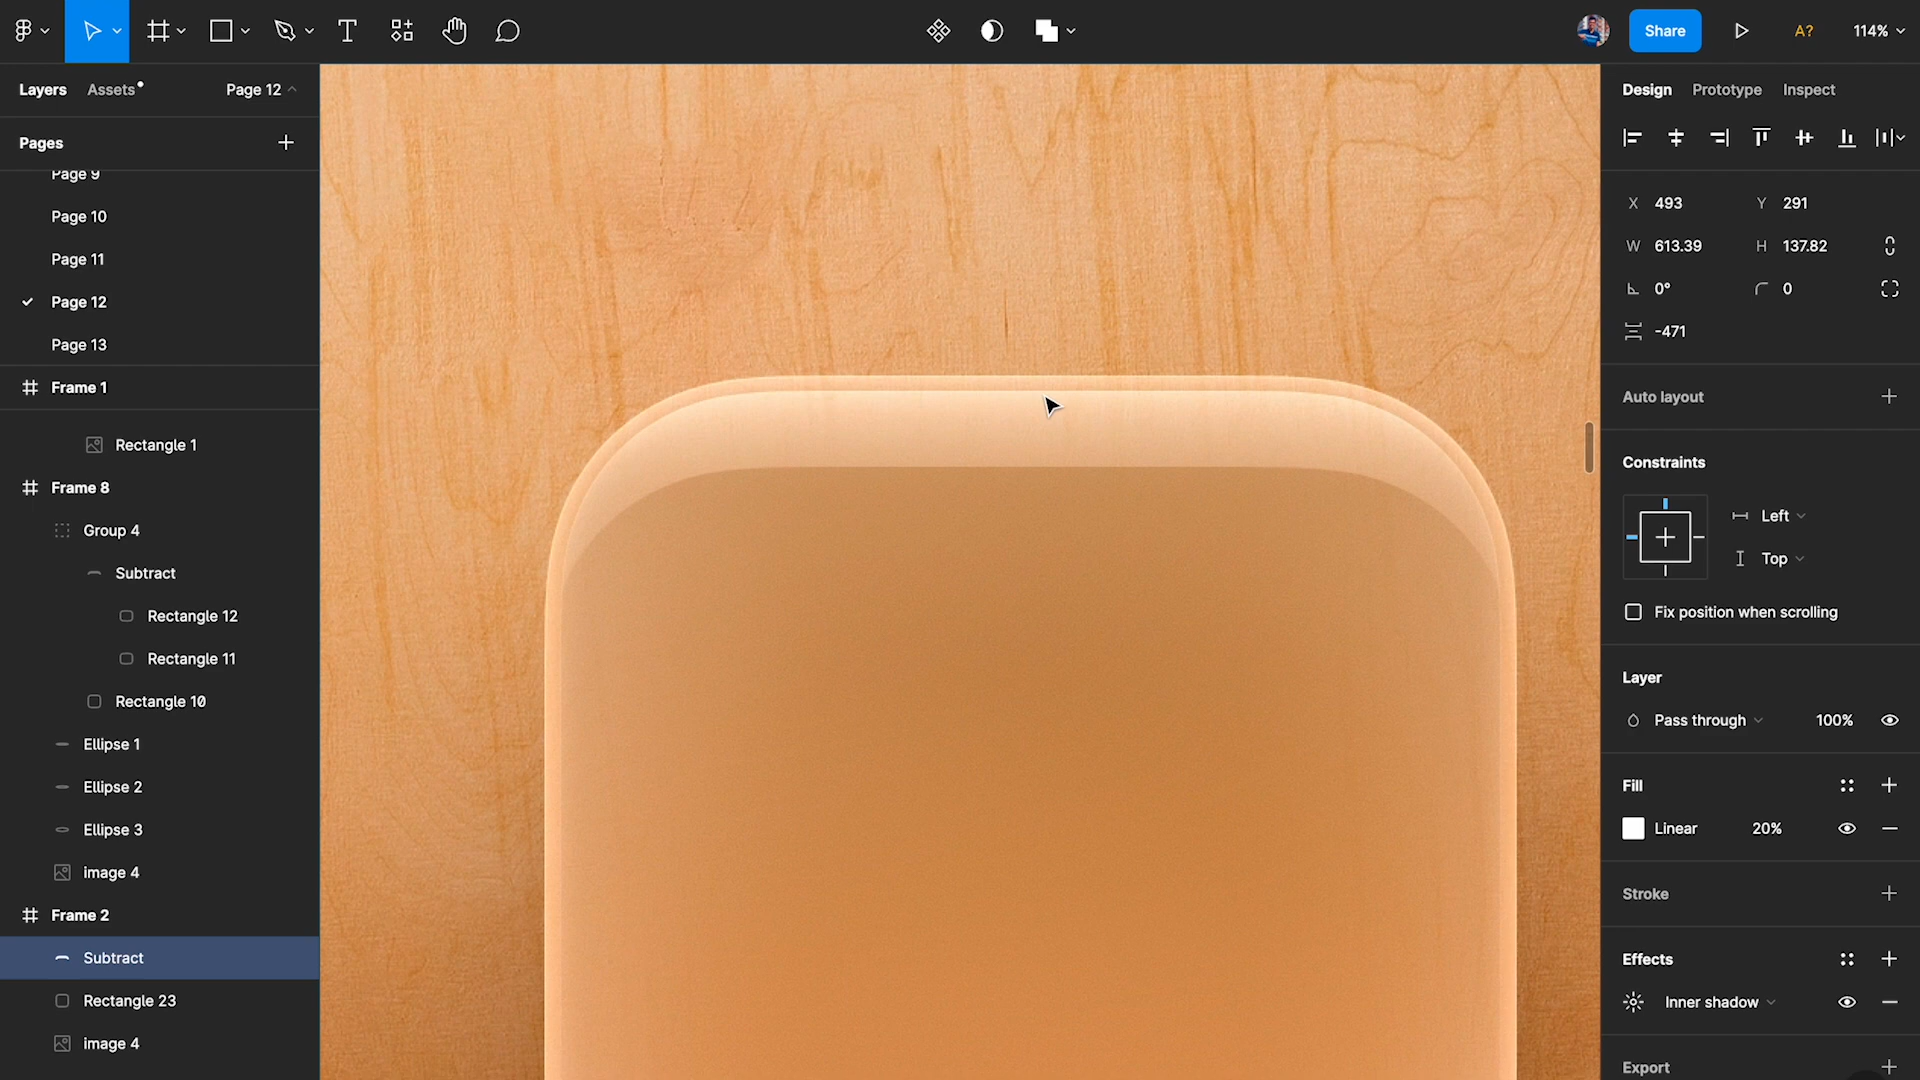 Share
A?
114%
Layers
Assets
Page 12
Pages
Page 9
Page 10
Page 11
Page 12
Page 13
Frame 1
Rectangle 1
Frame 8
Group 4
Subtract
Rectangle 12
Rectangle 11
Rectangle 10
Ellipse 1
Ellipse 2
Ellipse 3
image 4
Frame 2
Subtract
Rectangle 23
image 4
Design
Prototype
Inspect
X 493
Y 291
W 613.39
H 137.82
0°
0
-471
Auto layout
Constraints
Left
Top
Fix position when scrolling
Layer
Pass through
100%
Fill
Linear
20%
Stroke
Effects
Inner shadow
Export